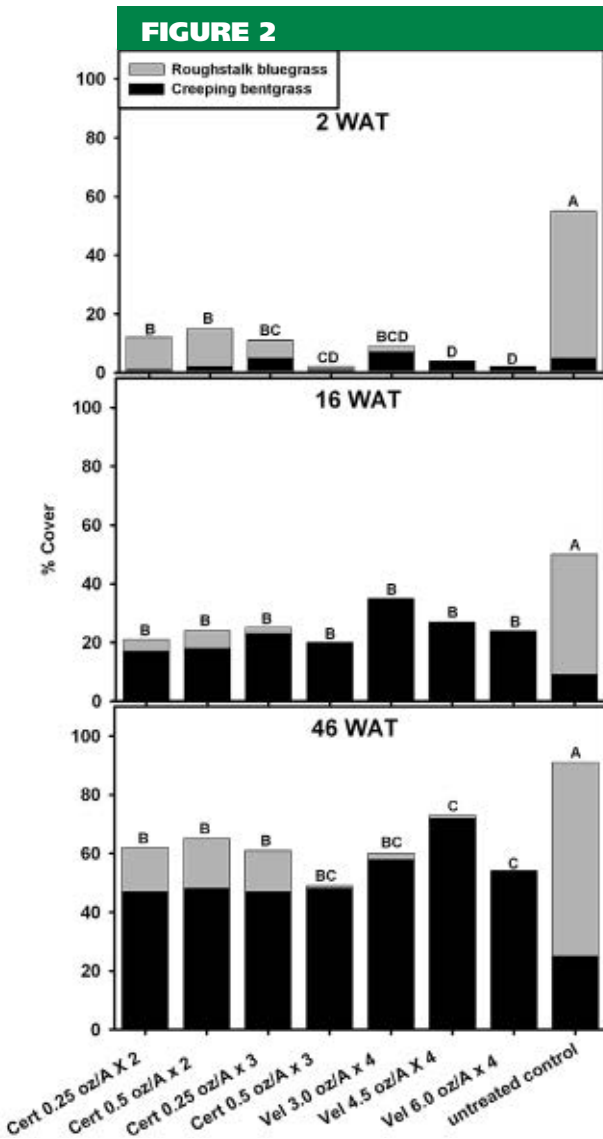 FIGURE 2
Roughstalk bluegrass
Creeping bentgrass
2 WAT
100
80
60
40
20
0
B
B
BC
CD
BCD
D
D
A
16 WAT
100
80
60
40
20
0
B
B
B
B
B
B
B
A
% Cover
46 WAT
100
80
60
40
20
0
B
B
B
BC
BC
C
C
A
Cert 0.25 oz/A X 2
Cert 0.5 oz/A x 2
Cert 0.25 oz/A x 3
Cert 0.5 oz/A x 3
Vel 3.0 oz/A x 4
Vel 4.5 oz/A X 4
Vel 6.0 oz/A x 4
untreated control